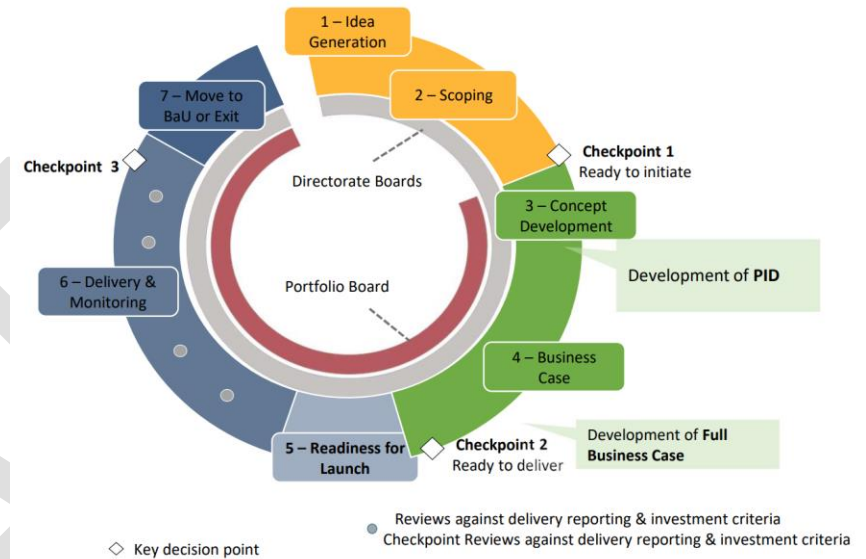 1 – Idea
Generation
2 – Scoping
7 – Move to
BaU or Exit
Checkpoint 3
Checkpoint 1
Ready to initiate
Directorate Boards
3 – Concept
Development
Development of PID
6 – Delivery &
Monitoring
Portfolio Board
4 – Business
Case
5 – Readiness for
Launch
Checkpoint 2
Ready to deliver
Development of Full
Business Case
Reviews against delivery reporting & investment criteria
Checkpoint Reviews against delivery reporting & investment criteria
Key decision point